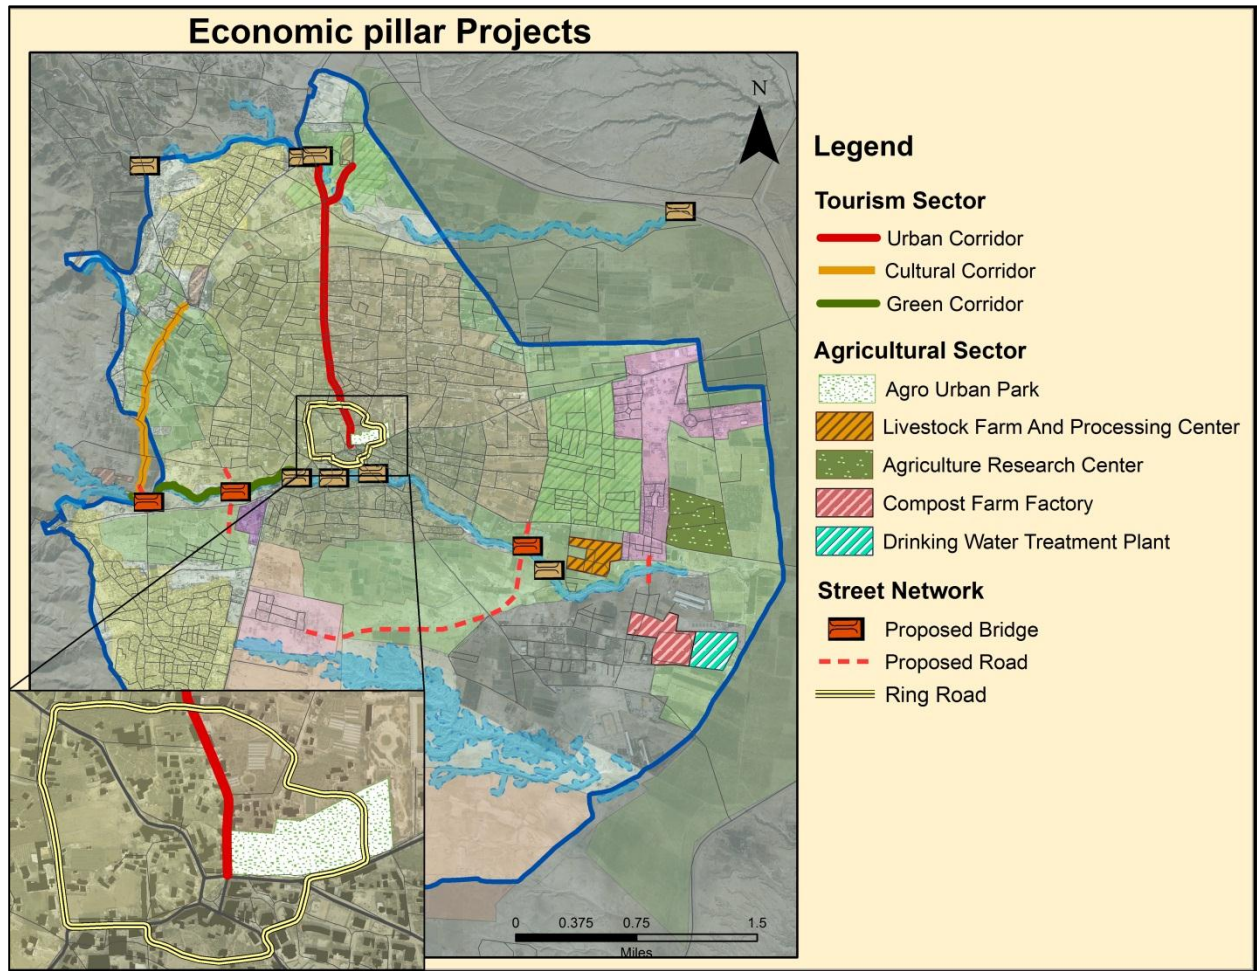 Economic pillar Projects
N
Legend
Tourism Sector
Urban Corridor
Cultural Corridor
Green Corridor
Agricultural Sector
Agro Urban Park
Livestock Farm And Processing Center
Agriculture Research Center
Compost Farm Factory
Drinking Water Treatment Plant
Street Network
Proposed Bridge
Proposed Road
Ring Road
0 0.375 0.75 1.5
Miles